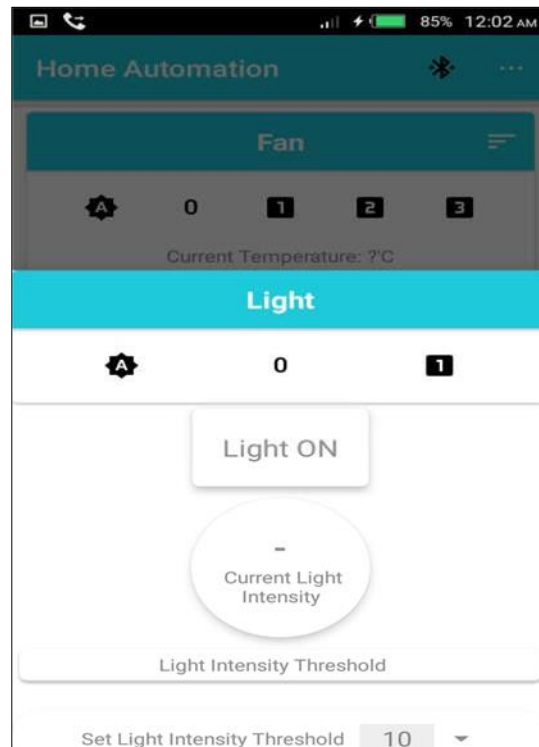 85% 12:02 AM
Home Automation
Fan
A 0 1 2 3
Current Temperature: ?'C
Light
A 0 1
Light ON
-
Current Light
Intensity
Light Intensity Threshold
Set Light Intensity Threshold 10